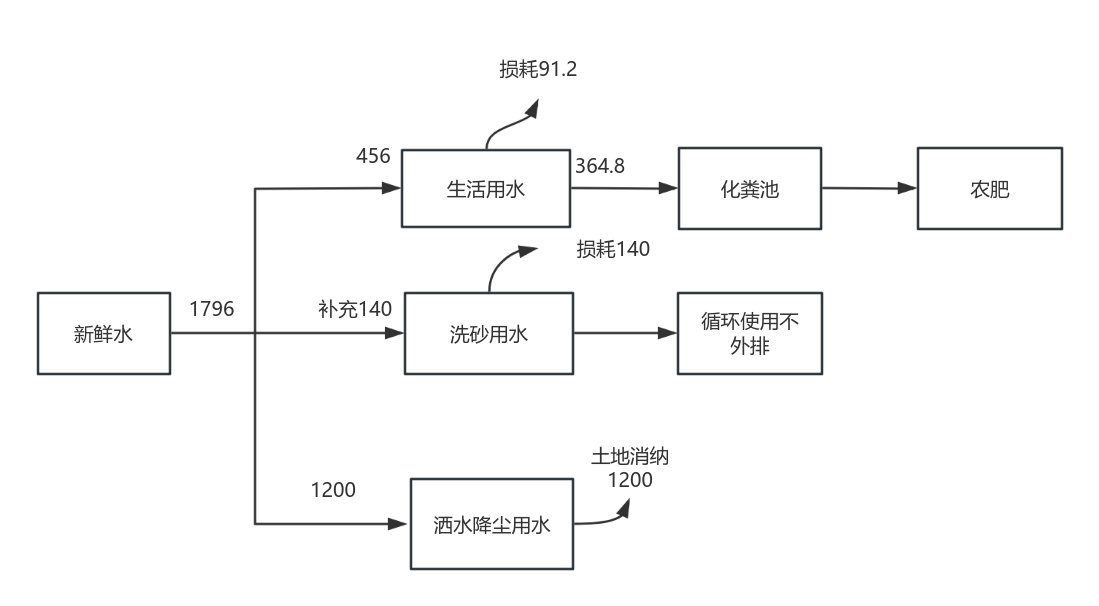 损耗91.2
456
生活用水
364.8
化粪池
农肥
损耗140
新鲜水
1796
补充140
洗砂用水
循环使用不
外排
土地消纳
1200
1200
洒水降尘用水